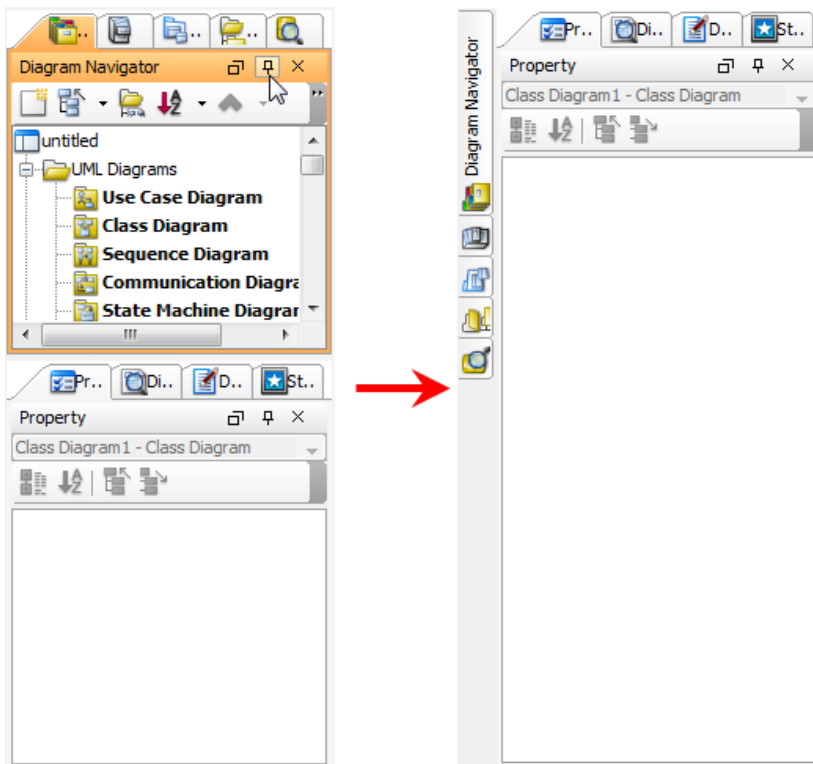 Diagram Navigator
untitled
UML Diagrams
Use Case Diagram
Class Diagram
Sequence Diagram
Communication Diagra
State Machine Diagrar
Pr.. Di.. D.. St..
Property
Class Diagram1 - Class Diagram
Diagram Navigator
Pr.. Di.. D.. St..
Property
Class Diagram1 - Class Diagram